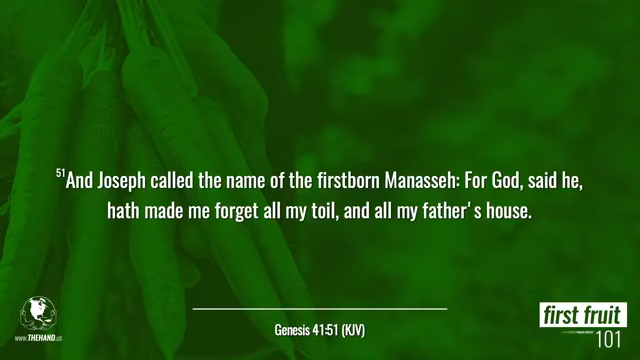 51And Joseph called the name of the firstborn Manasseh: For God, said he,
hath made me forget all my toil, and all my father's house.
Genesis 41:51 (KJV)
www.THEHAND.us
first fruit
101